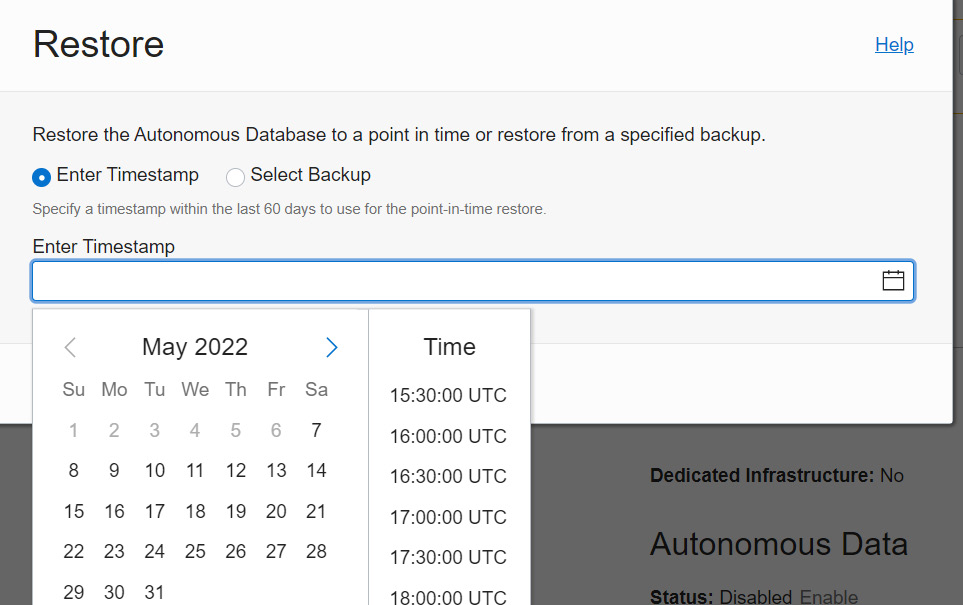 Restore
Help
Restore the Autonomous Database to a point in time or restore from a specified backup.
Enter Timestamp Select Backup
Specify a timestamp within the last 60 days to use for the point-in-time restore.
Enter Timestamp
May 2022
Su Mo Tu We Th Fr Sa
1 2 3 4 5 6 7
8 9 10 11 12 13 14
15 16 17 18 19 20 21
22 23 24 25 26 27 28
29 30 31
Time
15:30:00 UTC
16:00:00 UTC
16:30:00 UTC
17:00:00 UTC
17:30:00 UTC
18:00:00 UTC
Dedicated Infrastructure: No
Autonomous Data
Status: Disabled Enable